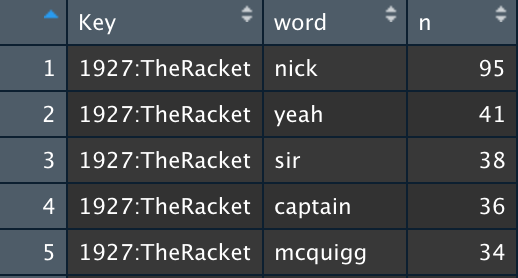 Key word n
1 1927:TheRacket nick 95
2 1927:TheRacket yeah 41
3 1927:TheRacket sir 38
4 1927:TheRacket captain 36
5 1927:TheRacket mcquigg 34